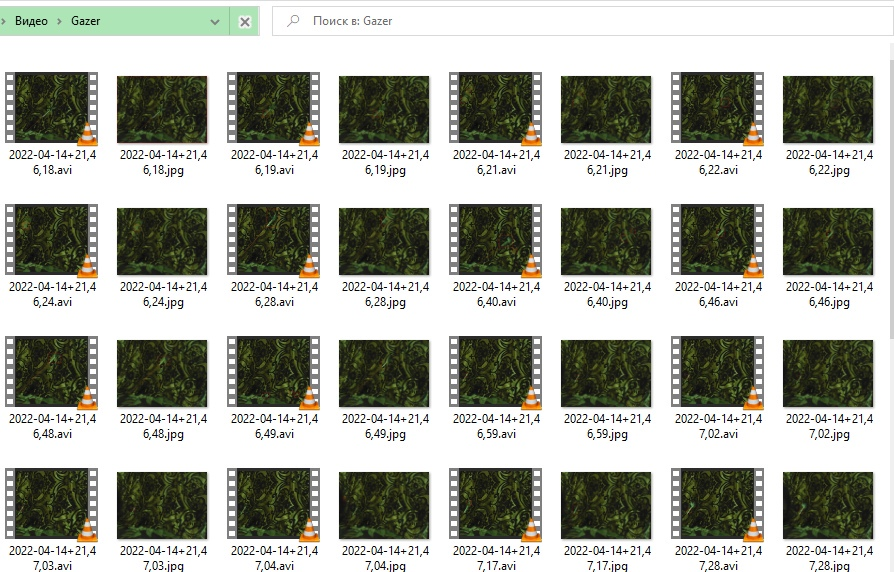 Видео > Gazer
Поиск в: Gazer
2022-04-14+21,4
6,18.avi
2022-04-14+21,4
6,18.jpg
2022-04-14+21,4
6,19.avi
2022-04-14+21,4
6,19.jpg
2022-04-14+21,4
6,21.avi
2022-04-14+21,4
6,21.jpg
2022-04-14+21,4
6,22.avi
2022-04-14+21,4
6,22.jpg
2022-04-14+21,4
6,24.avi
2022-04-14+21,4
6,24.jpg
2022-04-14+21,4
6,28.avi
2022-04-14+21,4
6,28.jpg
2022-04-14+21,4
6,40.avi
2022-04-14+21,4
6,40.jpg
2022-04-14+21,4
6,46.avi
2022-04-14+21,4
6,46.jpg
2022-04-14+21,4
6,48.avi
2022-04-14+21,4
6,48.jpg
2022-04-14+21,4
6,49.avi
2022-04-14+21,4
6,49.jpg
2022-04-14+21,4
6,59.avi
2022-04-14+21,4
6,59.jpg
2022-04-14+21,4
7,02.avi
2022-04-14+21,4
7,02.jpg
2022-04-14+21,4
7,03.avi
2022-04-14+21,4
7,03.jpg
2022-04-14+21,4
7,04.avi
2022-04-14+21,4
7,04.jpg
2022-04-14+21,4
7,17.avi
2022-04-14+21,4
7,17.jpg
2022-04-14+21,4
7,28.avi
2022-04-14+21,4
7,28.jpg